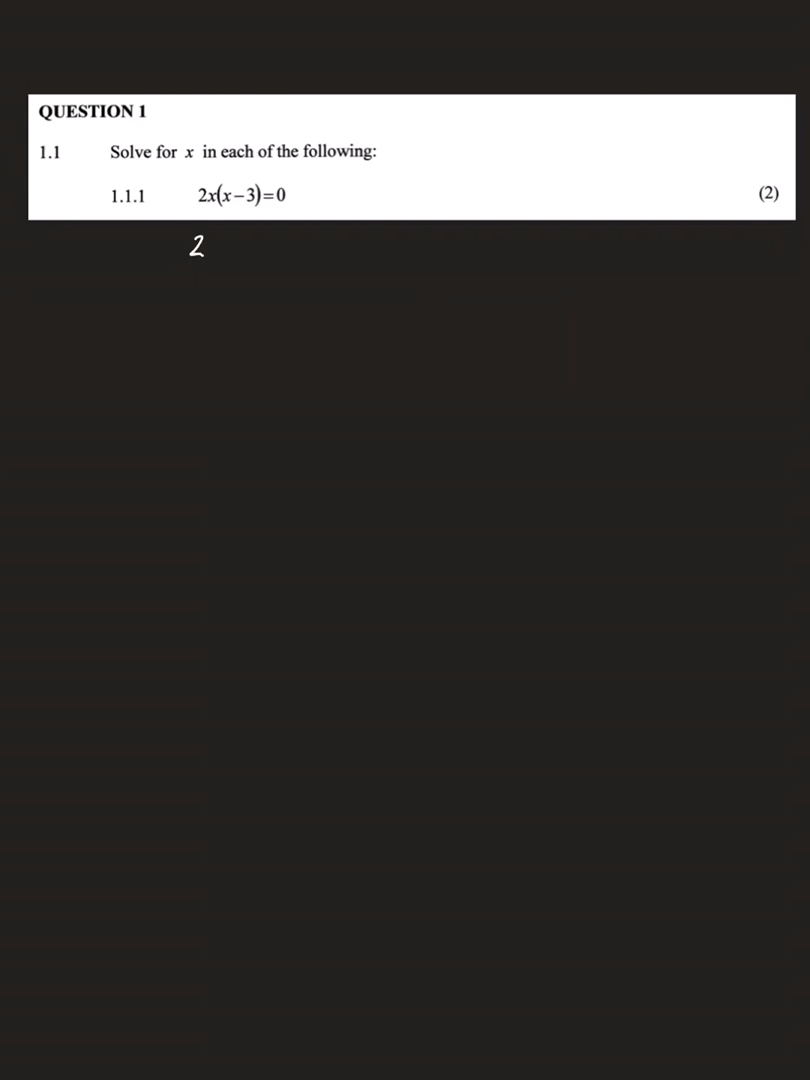 QUESTION 1
1.1 Solve for x in each of the following:
1.1.1 2x(x−3)=0 (2)
2